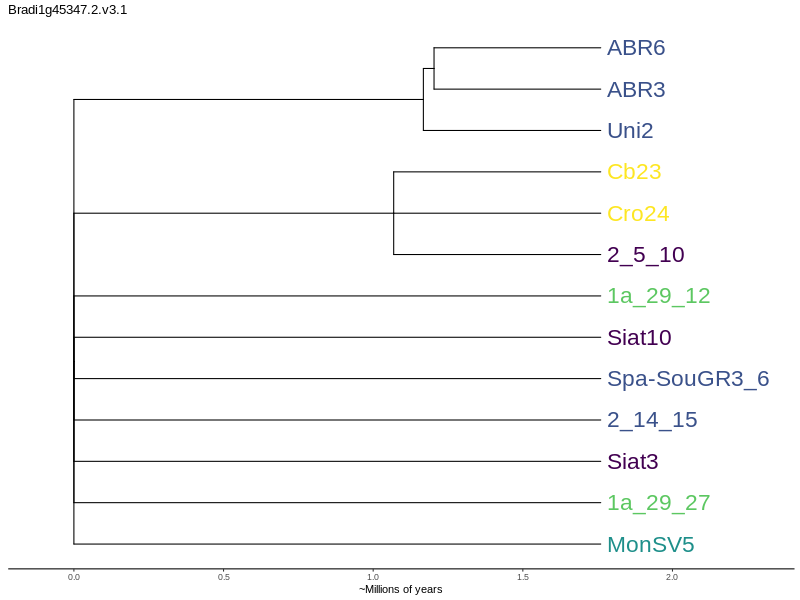 Bradi1g45347.2.v3.1
ABR6
ABR3
Uni2
Cb23
Cro24
2_5_10
1a_29_12
Siat10
Spa-SouGR3_6
2_14_15
Siat3
1a_29_27
MonSV5
0.0 0.5 1.0 1.5 2.0
~Millions of years